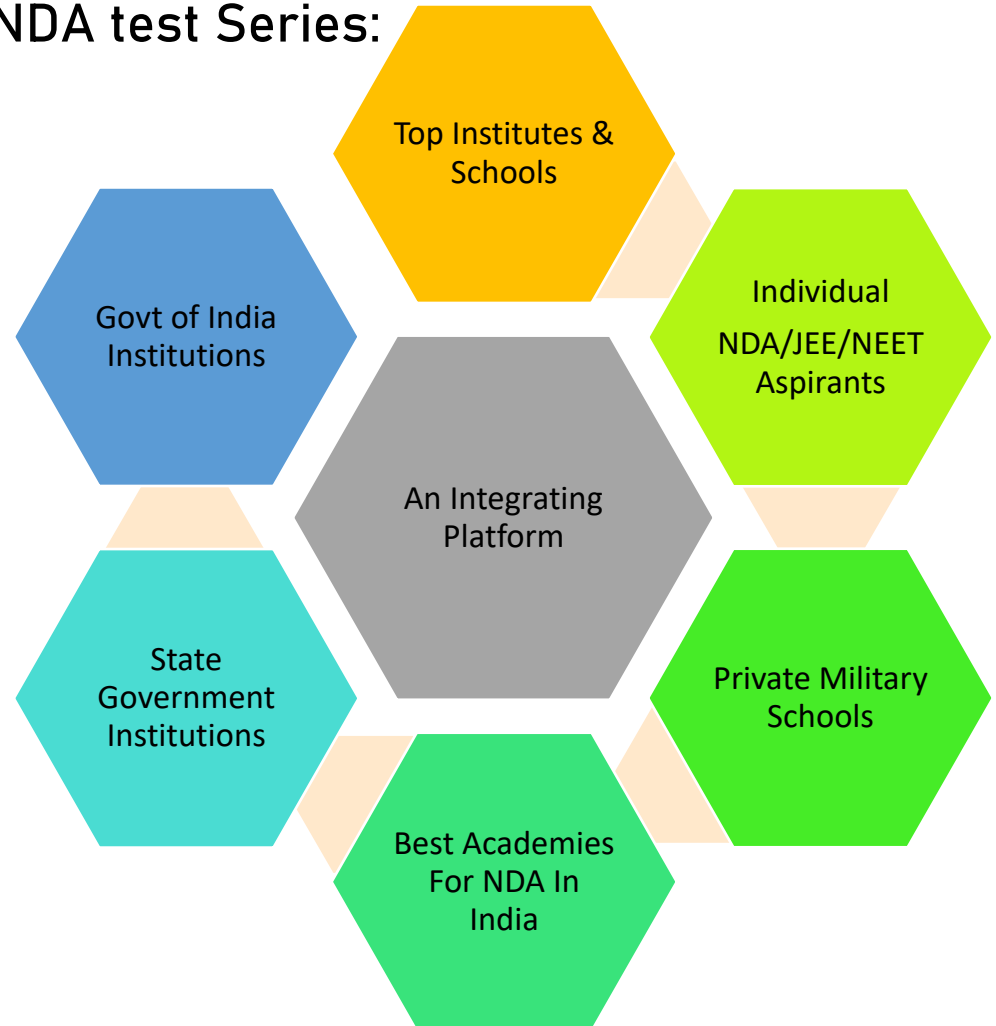 NDA test Series:
Top Institutes &
Schools
Individual
NDA/JEE/NEET
Aspirants
Private Military
Schools
Best Academies
For NDA In
India
State
Government
Institutions
Govt of India
Institutions
An Integrating
Platform